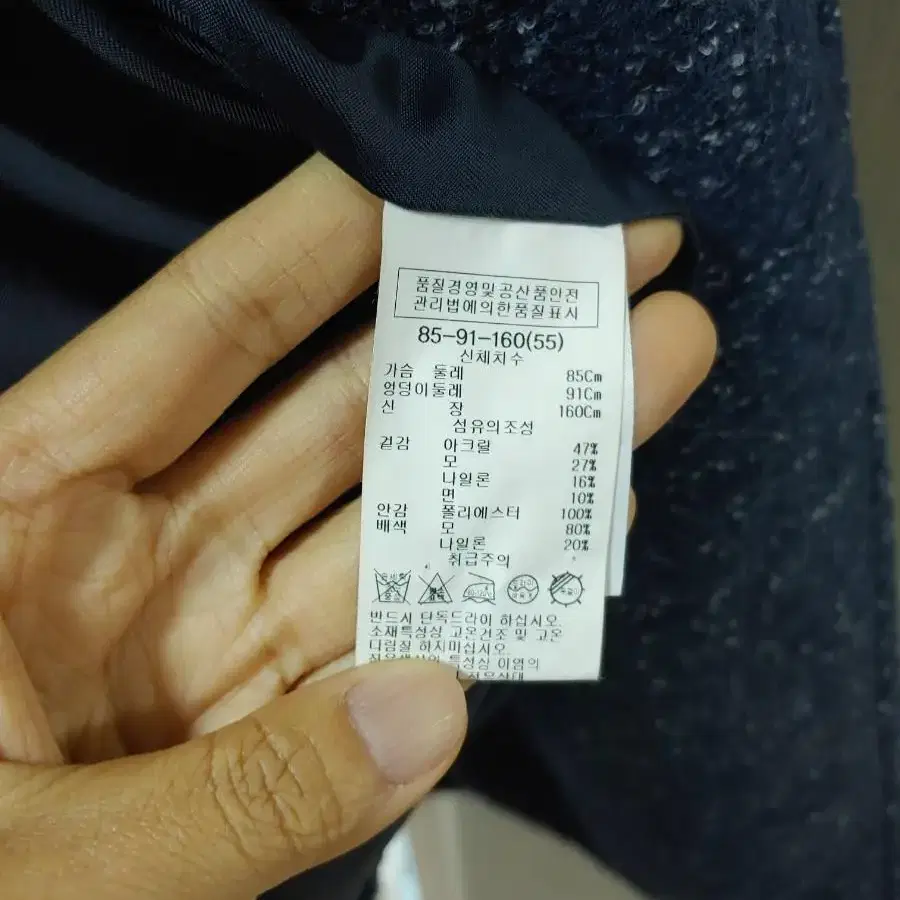 품질경영및공산품안전
관리법에의한품질표시
85-91-160(55)
신체치수
가슴 둘레 85Cm
엉덩이둘레 91Cm
신 장 160Cm
섬유의조성
겉감 아크릴 47%
모 27%
나일론 16%
면 10%
안감 폴리에스터 100%
배색 모 80%
나일론 20%
취급주의
반드시 단독드라이 하십시오.
소재특성상 고온건조 및 고온
다림질 하지마십시오.
특성상 이염의